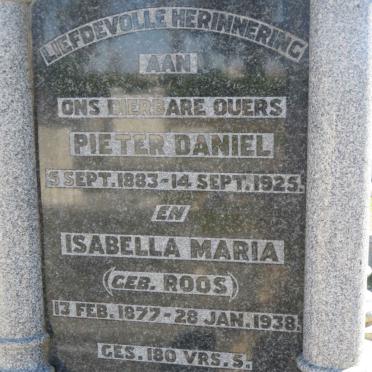 LIEFDEVOLLE HERINNERING
AAN
ONS DIERBARE OUERS
PIETER DANIEL
5 SEPT. 1883-14 SEPT. 1925.
EN
ISABELLA MARIA
(GEB. ROOS)
13 FEB. 1877-28 JAN. 1938.
GES. 180 VRS. 5.